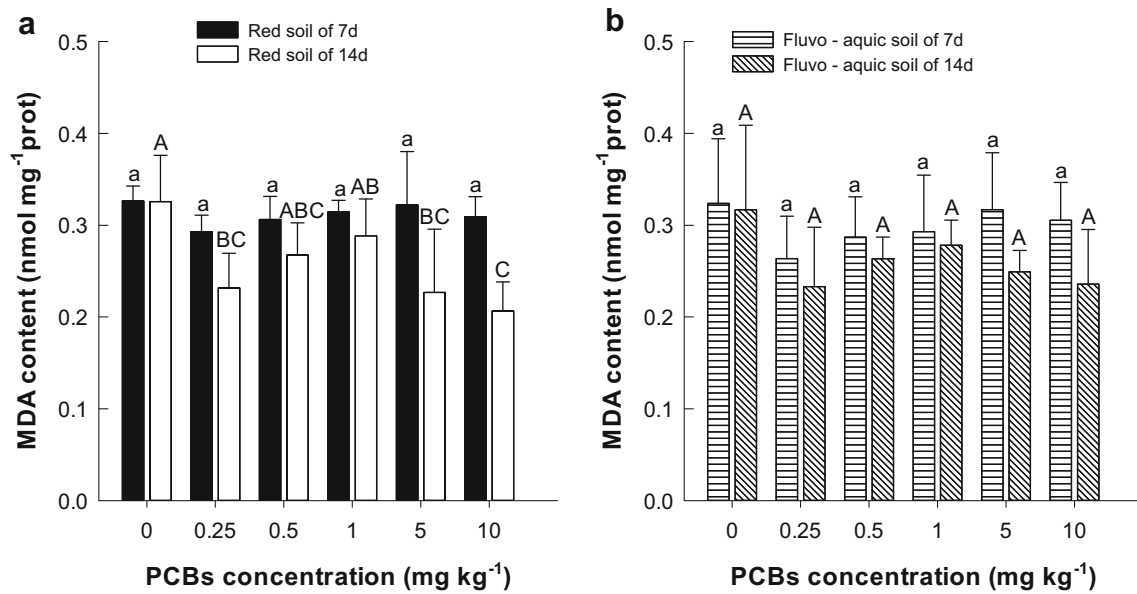 a
Red soil of 7d
Red soil of 14d
MDA content (nmol mg⁻¹prot)
0.5
0.4
0.3
0.2
0.1
0.0
a A a BC a ABC a AB a BC a C
0 0.25 0.5 1 5 10
PCBs concentration (mg kg⁻¹)
b
Fluvo - aquic soil of 7d
Fluvo - aquic soil of 14d
MDA content (nmol mg⁻¹prot)
0.5
0.4
0.3
0.2
0.1
0.0
a A a A a A a A a A a A
0 0.25 0.5 1 5 10
PCBs concentration (mg kg⁻¹)